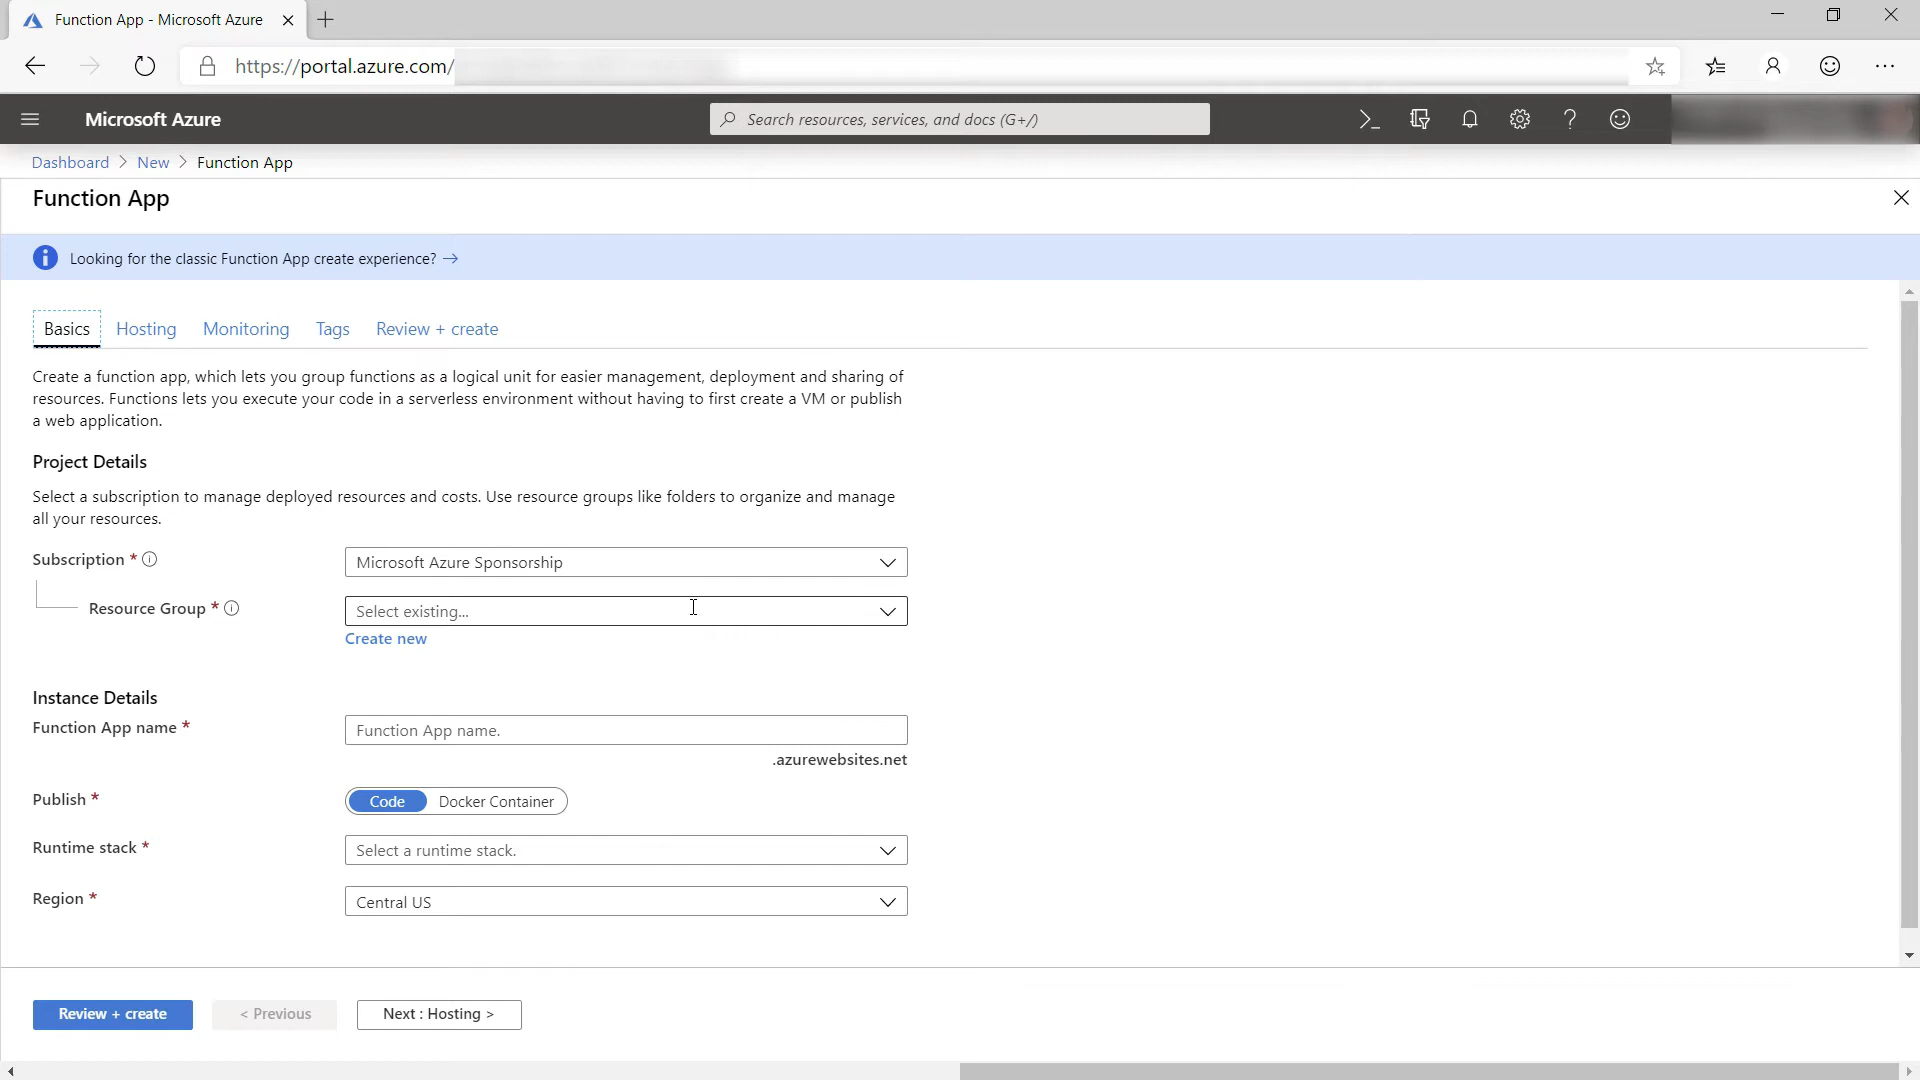 Function App - Microsoft Azure
https://portal.azure.com/
Microsoft Azure
Search resources, services, and docs (G+/)
Dashboard > New > Function App
Function App
Looking for the classic Function App create experience? →
Basics Hosting Monitoring Tags Review + create
Create a function app, which lets you group functions as a logical unit for easier management, deployment and sharing of
resources. Functions lets you execute your code in a serverless environment without having to first create a VM or publish
a web application.
Project Details
Select a subscription to manage deployed resources and costs. Use resource groups like folders to organize and manage
all your resources.
Subscription * Microsoft Azure Sponsorship
Resource Group * Select existing...
Create new
Instance Details
Function App name * Function App name.
.azurewebsites.net
Publish * Code Docker Container
Runtime stack * Select a runtime stack.
Region * Central US
Review + create < Previous Next : Hosting >